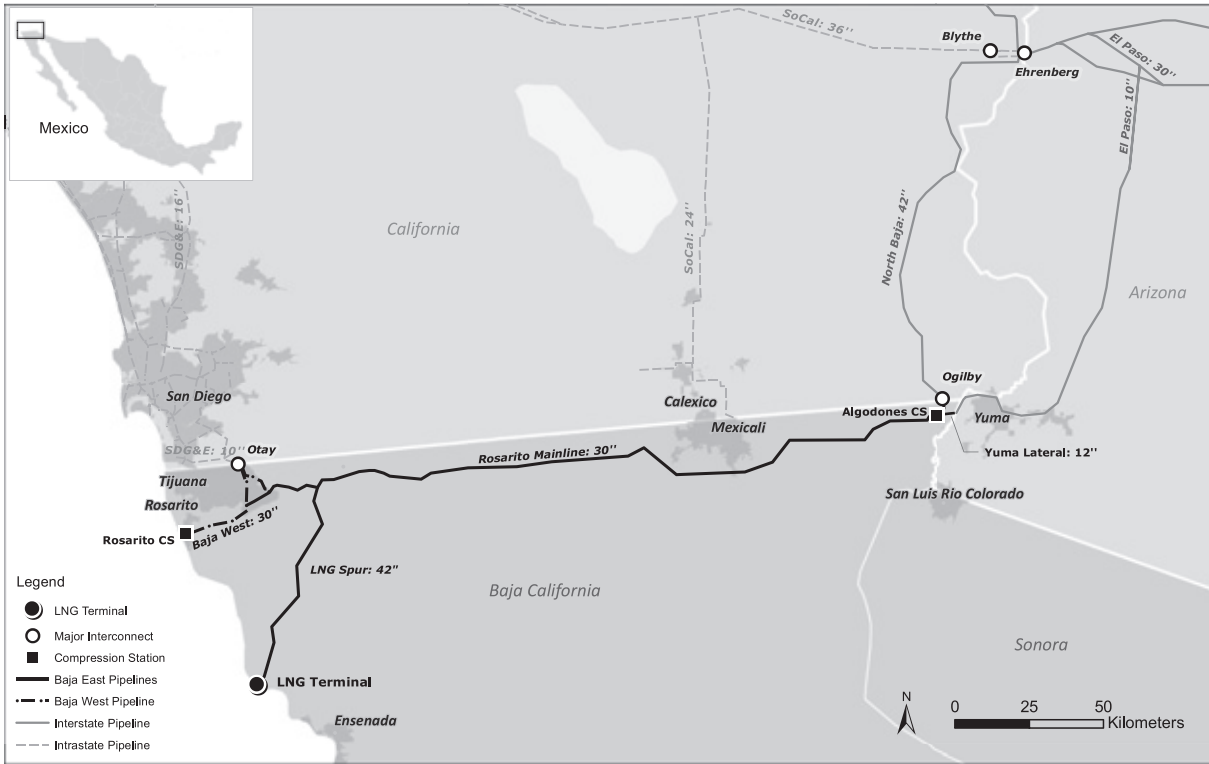 Mexico
SoCal: 36''
Blythe
Ehrenberg
El Paso: 30''
El Paso: 10''
SDG&E: 16''
California
SoCal: 24''
North Baja: 42''
Arizona
San Diego
Calexico
Mexicali
Ogilby
Algodones CS
Yuma
Yuma Lateral: 12''
SDG&E: 10''
Otay
Rosarito Mainline: 30''
Tijuana
Rosarito
San Luis Rio Colorado
Rosarito CS
Baja West: 30''
LNG Spur: 42"
Baja California
Sonora
LNG Terminal
Ensenada
Legend
LNG Terminal
Major Interconnect
Compression Station
Baja East Pipelines
Baja West Pipeline
Interstate Pipeline
Intrastate Pipeline
N
0 25 50
Kilometers